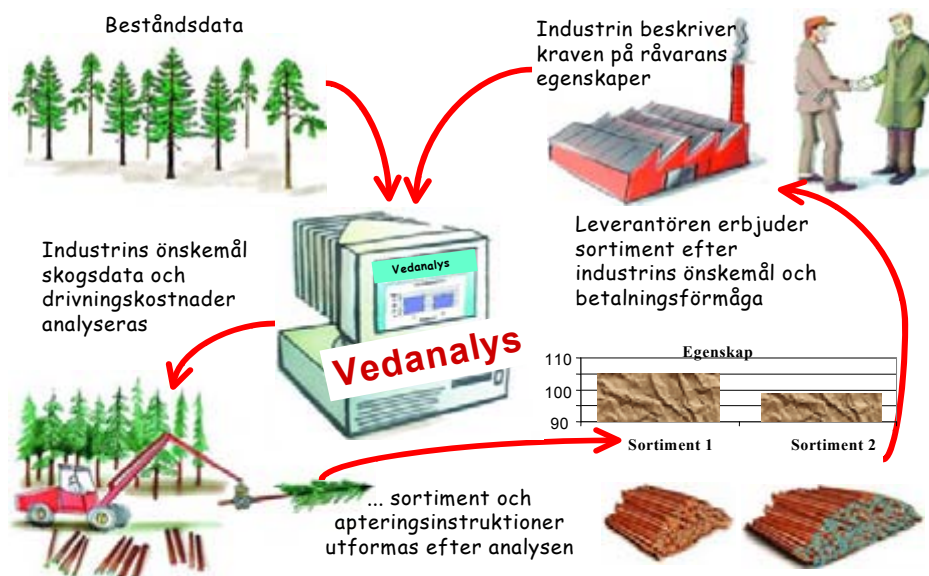 Beståndsdata
Industrin beskriver
kraven på råvarans
egenskaper
Industrins önskemål
skogsdata och
drivningskostnader
analyseras
Vedanalys
Vedanalys
Leverantören erbjuder
sortiment efter
industrins önskemål och
betalningsförmåga
Egenskap
110
100
90
Sortiment 1
Sortiment 2
... sortiment och
apteringsinstruktioner
utformas efter analysen